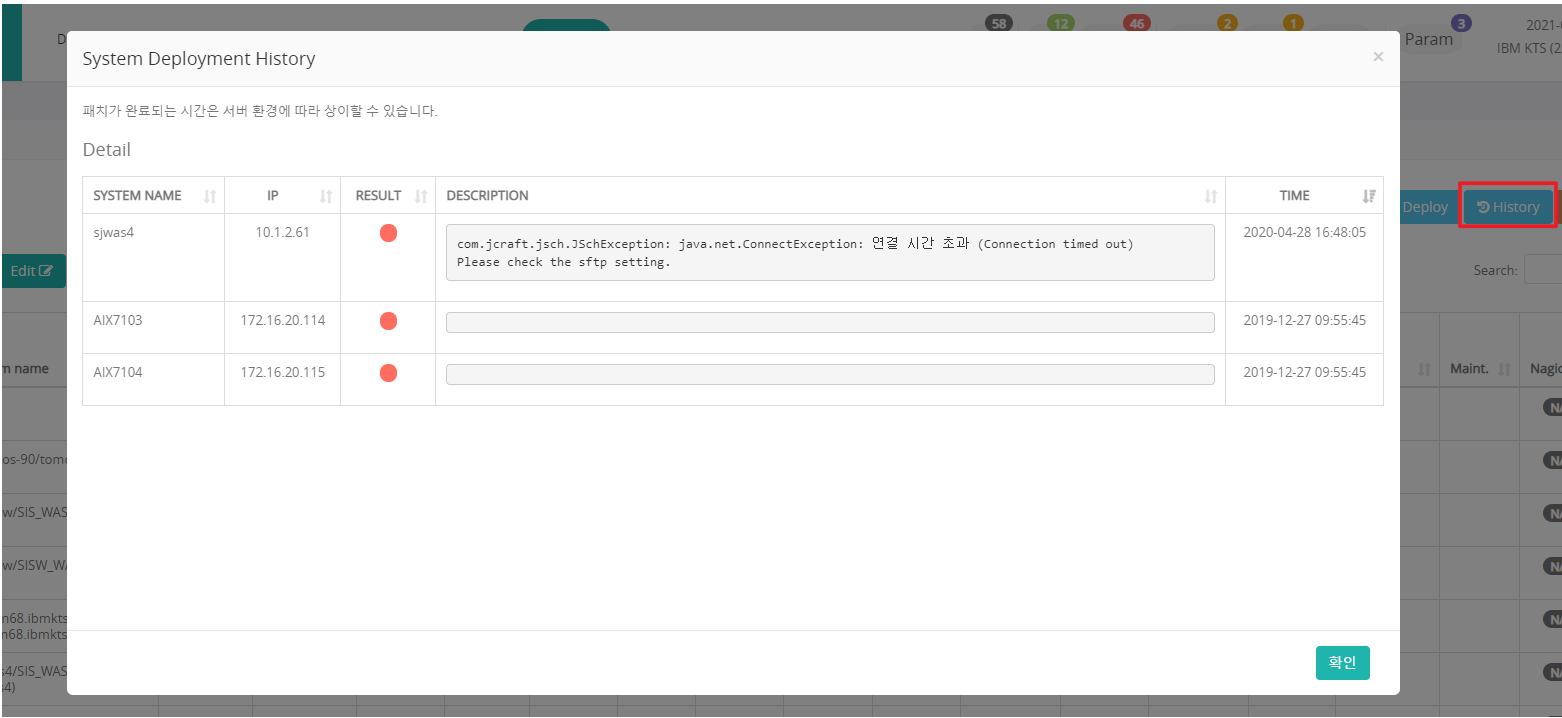 58
12
46
2
1
3
D
Param
2021-
IBM KTS (2
System Deployment History
×
패치가 완료되는 시간은 서버 환경에 따라 상이할 수 있습니다.
Detail
SYSTEM NAME IP RESULT DESCRIPTION TIME
sjwas4 10.1.2.61 com.jcraft.jsch.JSchException: java.net.ConnectException: 연결 시간 초과 (Connection timed out) 2020-04-28 16:48:05
Please check the sftp setting.
AIX7103 172.16.20.114 2019-12-27 09:55:45
AIX7104 172.16.20.115 2019-12-27 09:55:45
확인
Deploy
History
Edit
Search:
m name
Maint.
Nagio
os-90/tomc
w/SIS_WAS
w/SISW_WA
n68.ibmkts
n68.ibmkts
s4/SIS_WAS
s4)